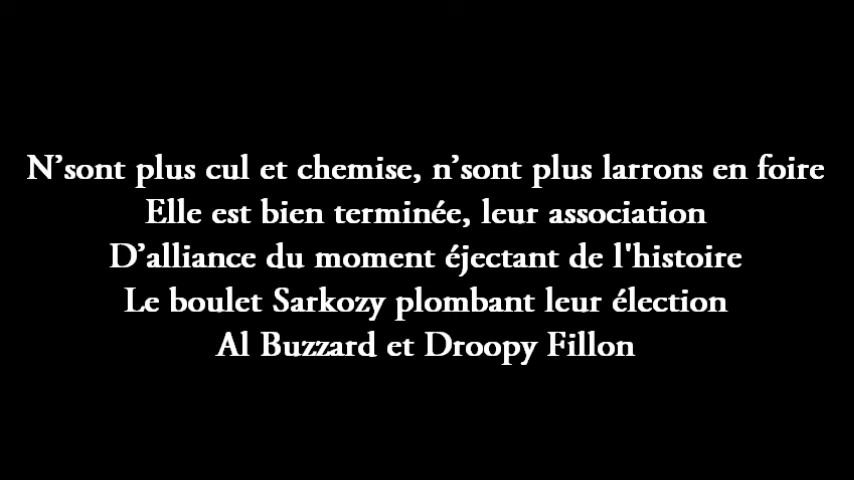 N’sont plus cul et chemise, n’sont plus larrons en foire
Elle est bien terminée, leur association
D’alliance du moment éjectant de l'histoire
Le boulet Sarkozy plombant leur élection
Al Buzzard et Droopy Fillon